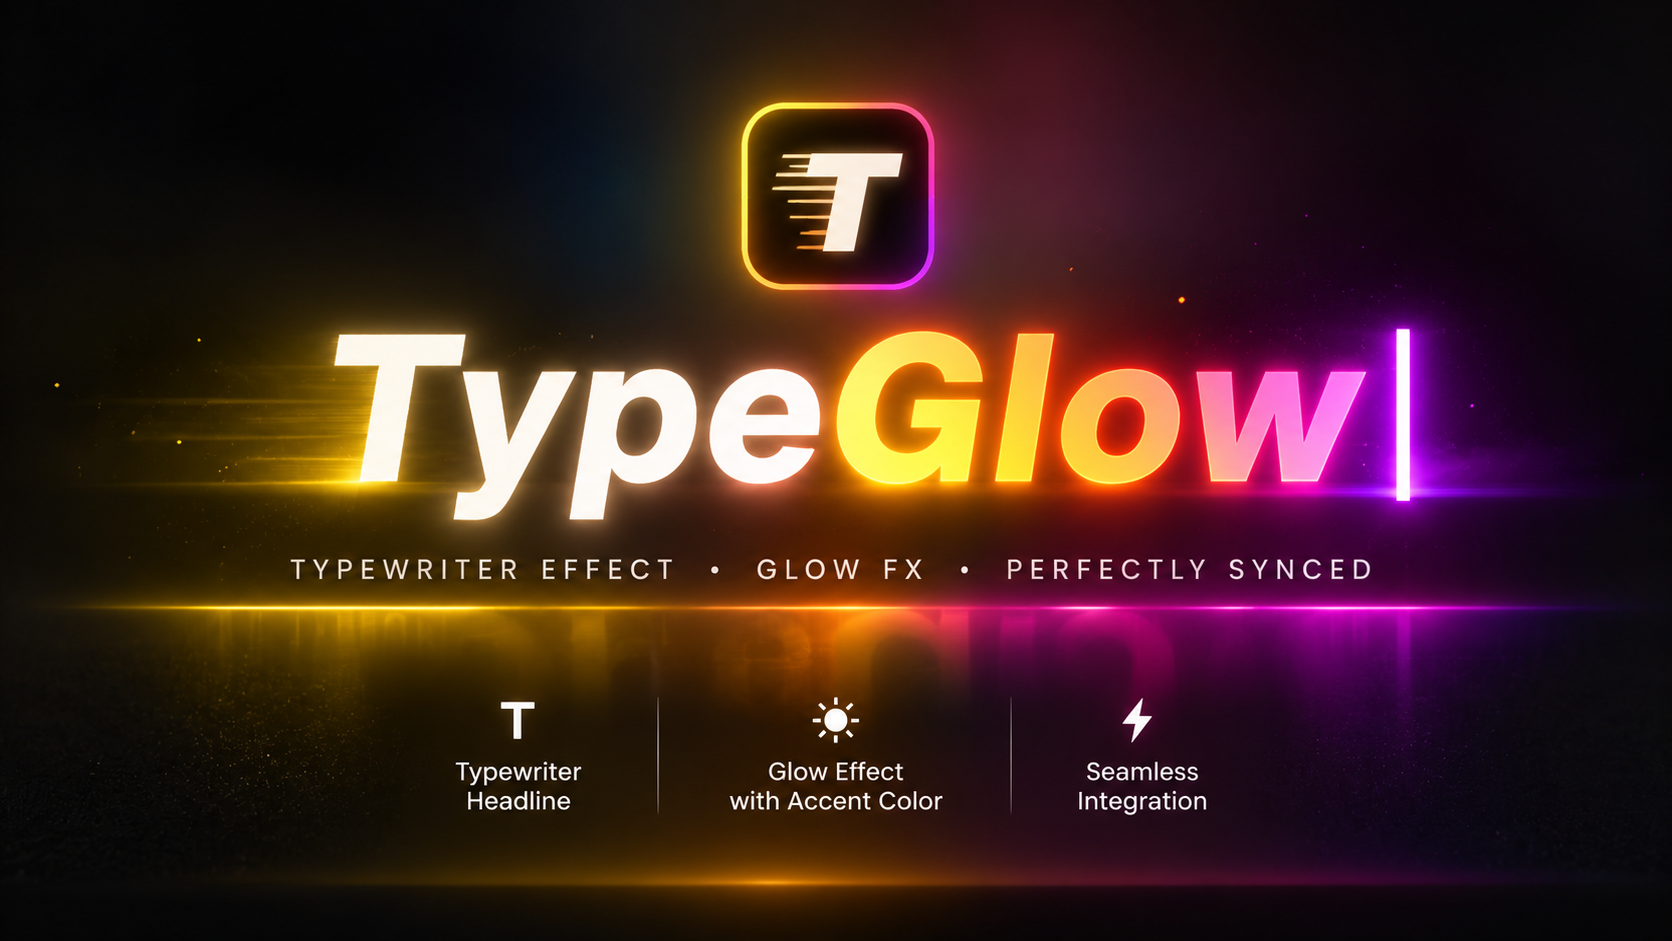 T
TypeGlow|
TYPEWRITER EFFECT • GLOW FX • PERFECTLY SYNCED
T
Typewriter
Headline
Glow Effect
with Accent Color
Seamless
Integration